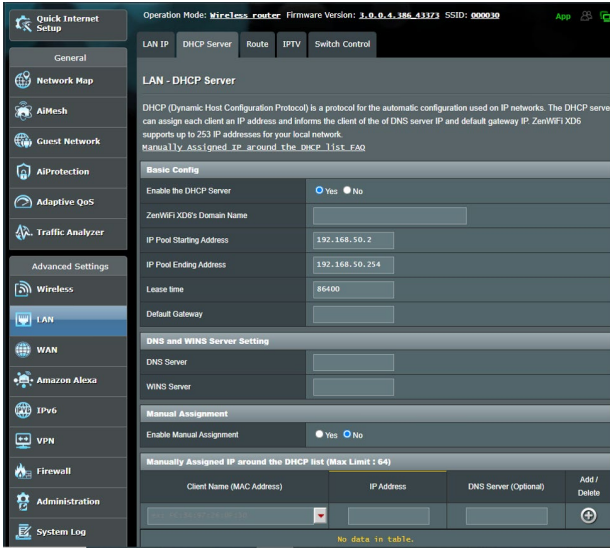 Quick Internet
Setup
Operation Mode: Wireless router Firmware Version: 3.0.0.4.386_43373 SSID: 000030
App
General
Network Map
AiMesh
Guest Network
AiProtection
Adaptive QoS
Traffic Analyzer
Advanced Settings
Wireless
LAN
WAN
Amazon Alexa
IPv6
VPN
Firewall
Administration
System Log
LAN IP DHCP Server Route IPTV Switch Control
LAN - DHCP Server
DHCP (Dynamic Host Configuration Protocol) is a protocol for the automatic configuration used on IP networks. The DHCP serve
can assign each client an IP address and informs the client of the of DNS server IP and default gateway IP. ZenWiFi XD6
supports up to 253 IP addresses for your local network.
Manually Assigned IP around the DHCP list FAQ
Basic Config
Enable the DHCP Server Yes No
ZenWiFi XD6's Domain Name
IP Pool Starting Address 192.168.50.2
IP Pool Ending Address 192.168.50.254
Lease time 86400
Default Gateway
DNS and WINS Server Setting
DNS Server
WINS Server
Manual Assignment
Enable Manual Assignment Yes No
Manually Assigned IP around the DHCP list (Max Limit : 64)
Client Name (MAC Address) IP Address DNS Server (Optional) Add /
Delete
No data in table.